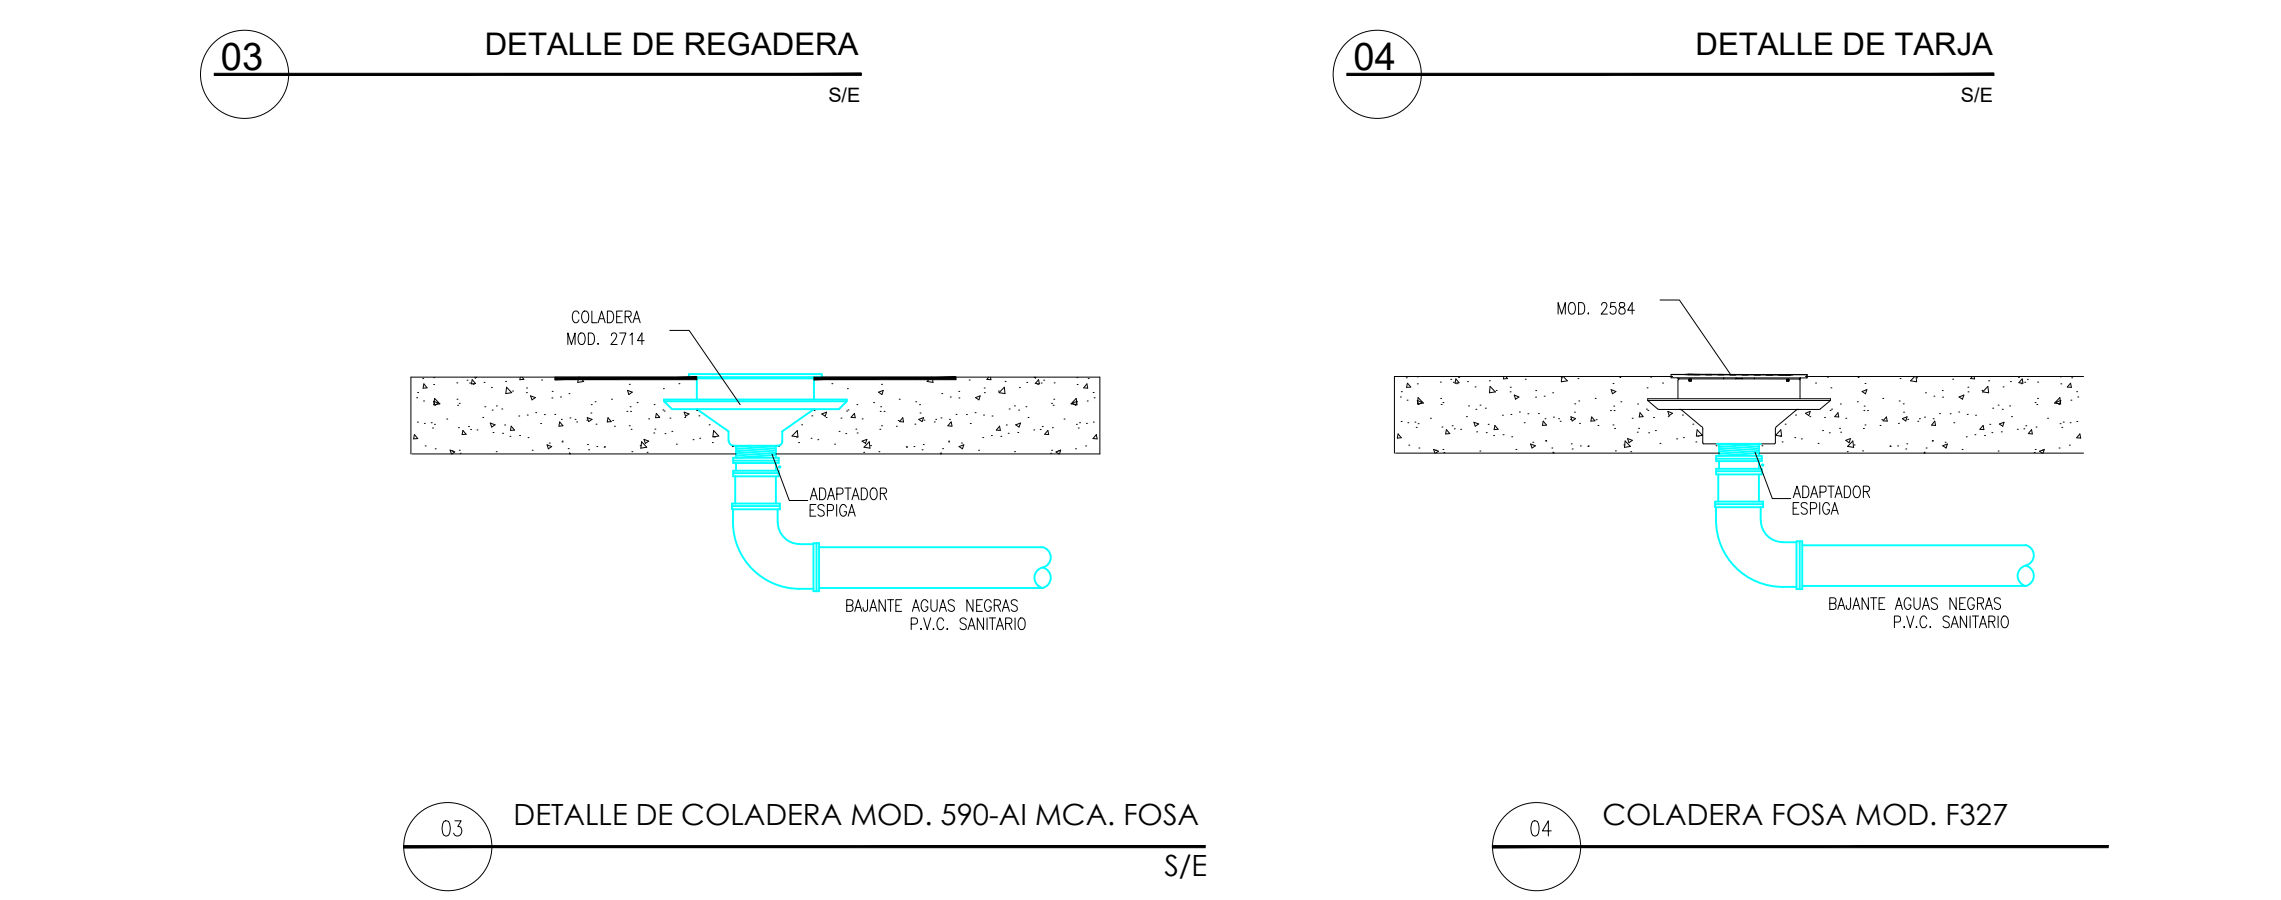 03
DETALLE DE REGADERA
S/E
04
DETALLE DE TARJA
S/E
COLADERA
MOD. 2714
ADAPTADOR
ESPIGA
BAJANTE AGUAS NEGRAS
P.V.C. SANITARIO
MOD. 2584
ADAPTADOR
ESPIGA
BAJANTE AGUAS NEGRAS
P.V.C. SANITARIO
03
DETALLE DE COLADERA MOD. 590-AI MCA. FOSA
S/E
04
COLADERA FOSA MOD. F327